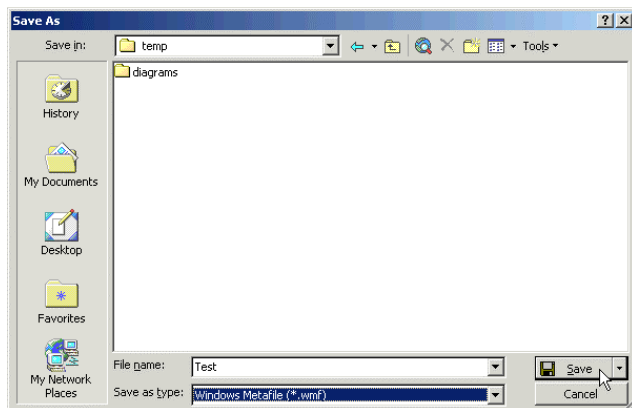 Save As
Save in:
temp
Tools
diagrams
History
My Documents
Desktop
Favorites
My Network
Places
File name:
Test
Save
Save as type:
Windows Metafile (*.wmf)
Cancel